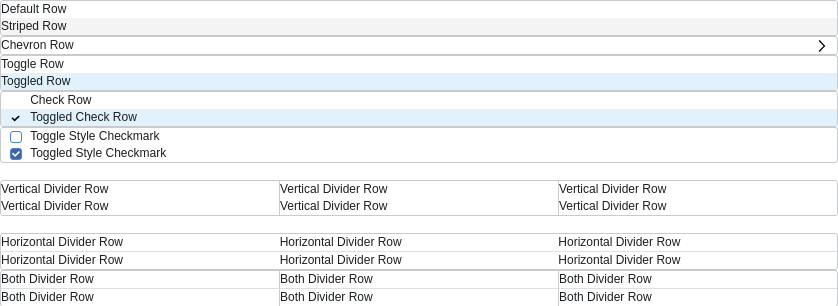 Default Row
Striped Row
Chevron Row
Toggle Row
Toggled Row
Check Row
Toggled Check Row
Toggle Style Checkmark
Toggled Style Checkmark
Vertical Divider Row Vertical Divider Row Vertical Divider Row
Vertical Divider Row Vertical Divider Row Vertical Divider Row
Horizontal Divider Row Horizontal Divider Row Horizontal Divider Row
Horizontal Divider Row Horizontal Divider Row Horizontal Divider Row
Both Divider Row Both Divider Row Both Divider Row
Both Divider Row Both Divider Row Both Divider Row